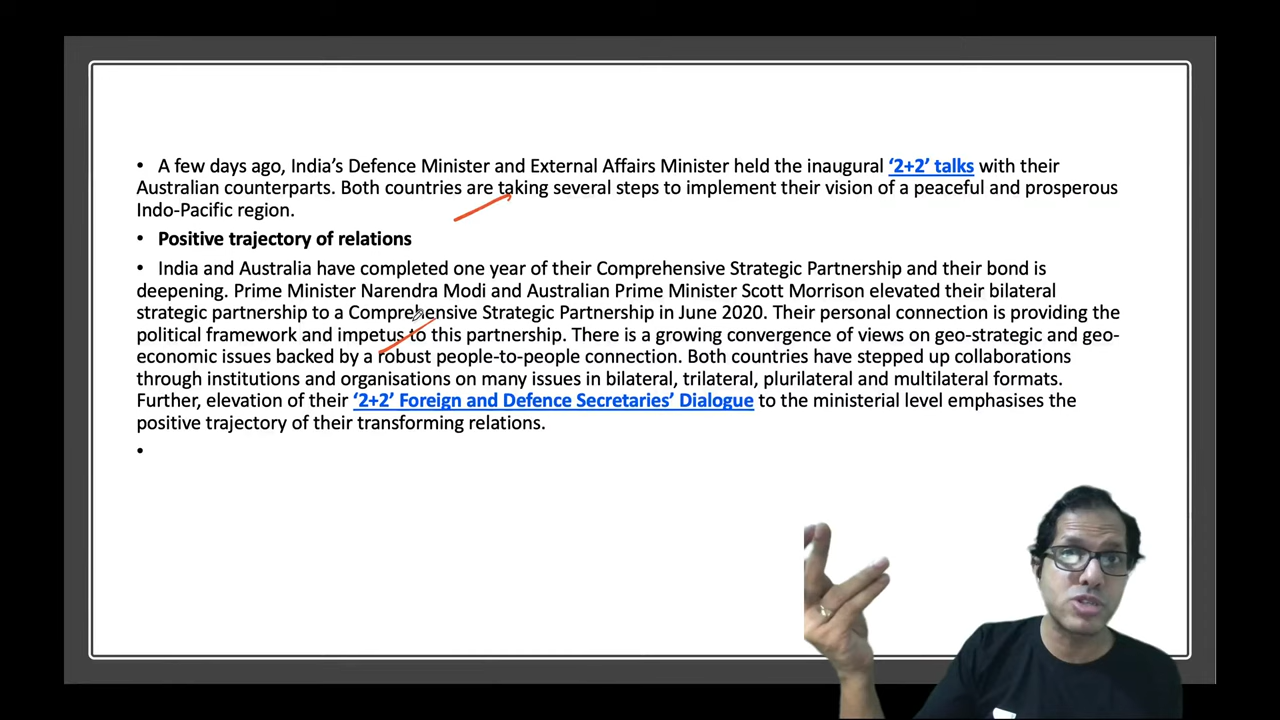 • A few days ago, India’s Defence Minister and External Affairs Minister held the inaugural ‘2+2’ talks with their
Australian counterparts. Both countries are taking several steps to implement their vision of a peaceful and prosperous
Indo-Pacific region.
• Positive trajectory of relations
• India and Australia have completed one year of their Comprehensive Strategic Partnership and their bond is
deepening. Prime Minister Narendra Modi and Australian Prime Minister Scott Morrison elevated their bilateral
strategic partnership to a Comprehensive Strategic Partnership in June 2020. Their personal connection is providing the
political framework and impetus to this partnership. There is a growing convergence of views on geo-strategic and geo-
economic issues backed by a robust people-to-people connection. Both countries have stepped up collaborations
through institutions and organisations on many issues in bilateral, trilateral, plurilateral and multilateral formats.
Further, elevation of their ‘2+2’ Foreign and Defence Secretaries’ Dialogue to the ministerial level emphasises the
positive trajectory of their transforming relations.
•